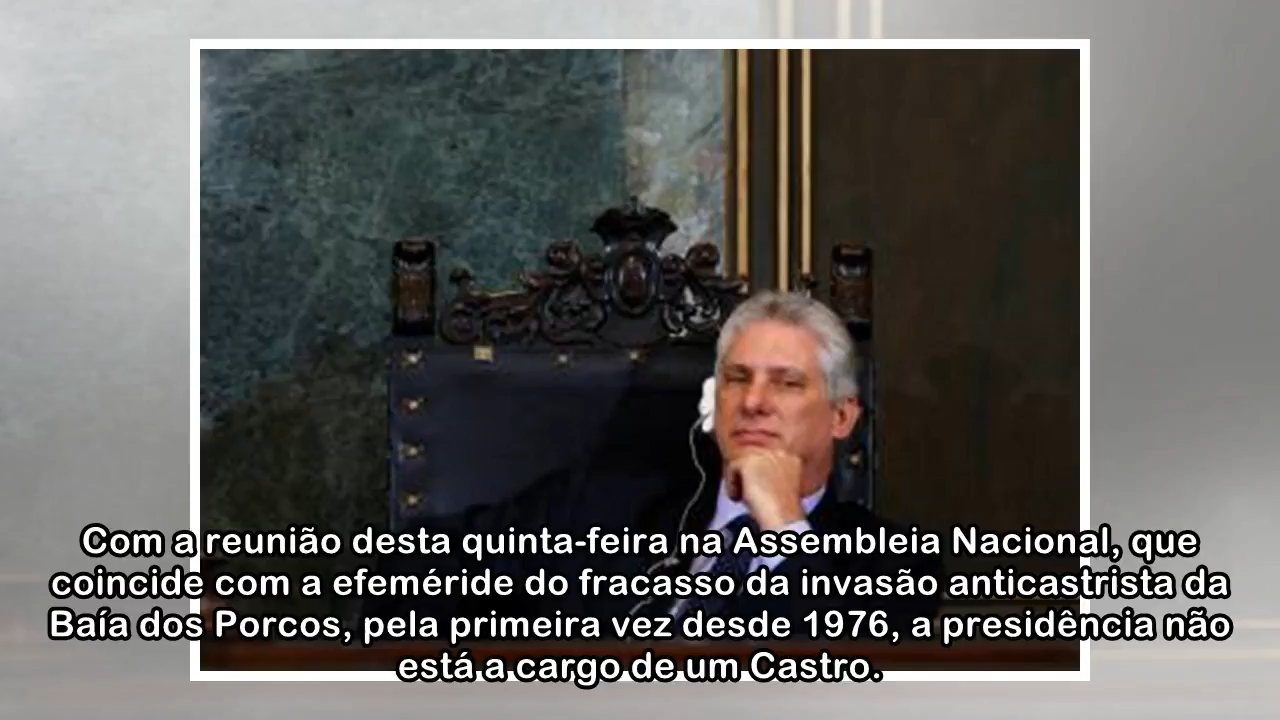 Com a reunião desta quinta-feira na Assembleia Nacional, que
coincide com a efeméride do fracasso da invasão anticastrista da
Baía dos Porcos, pela primeira vez desde 1976, a presidência não
está a cargo de um Castro.